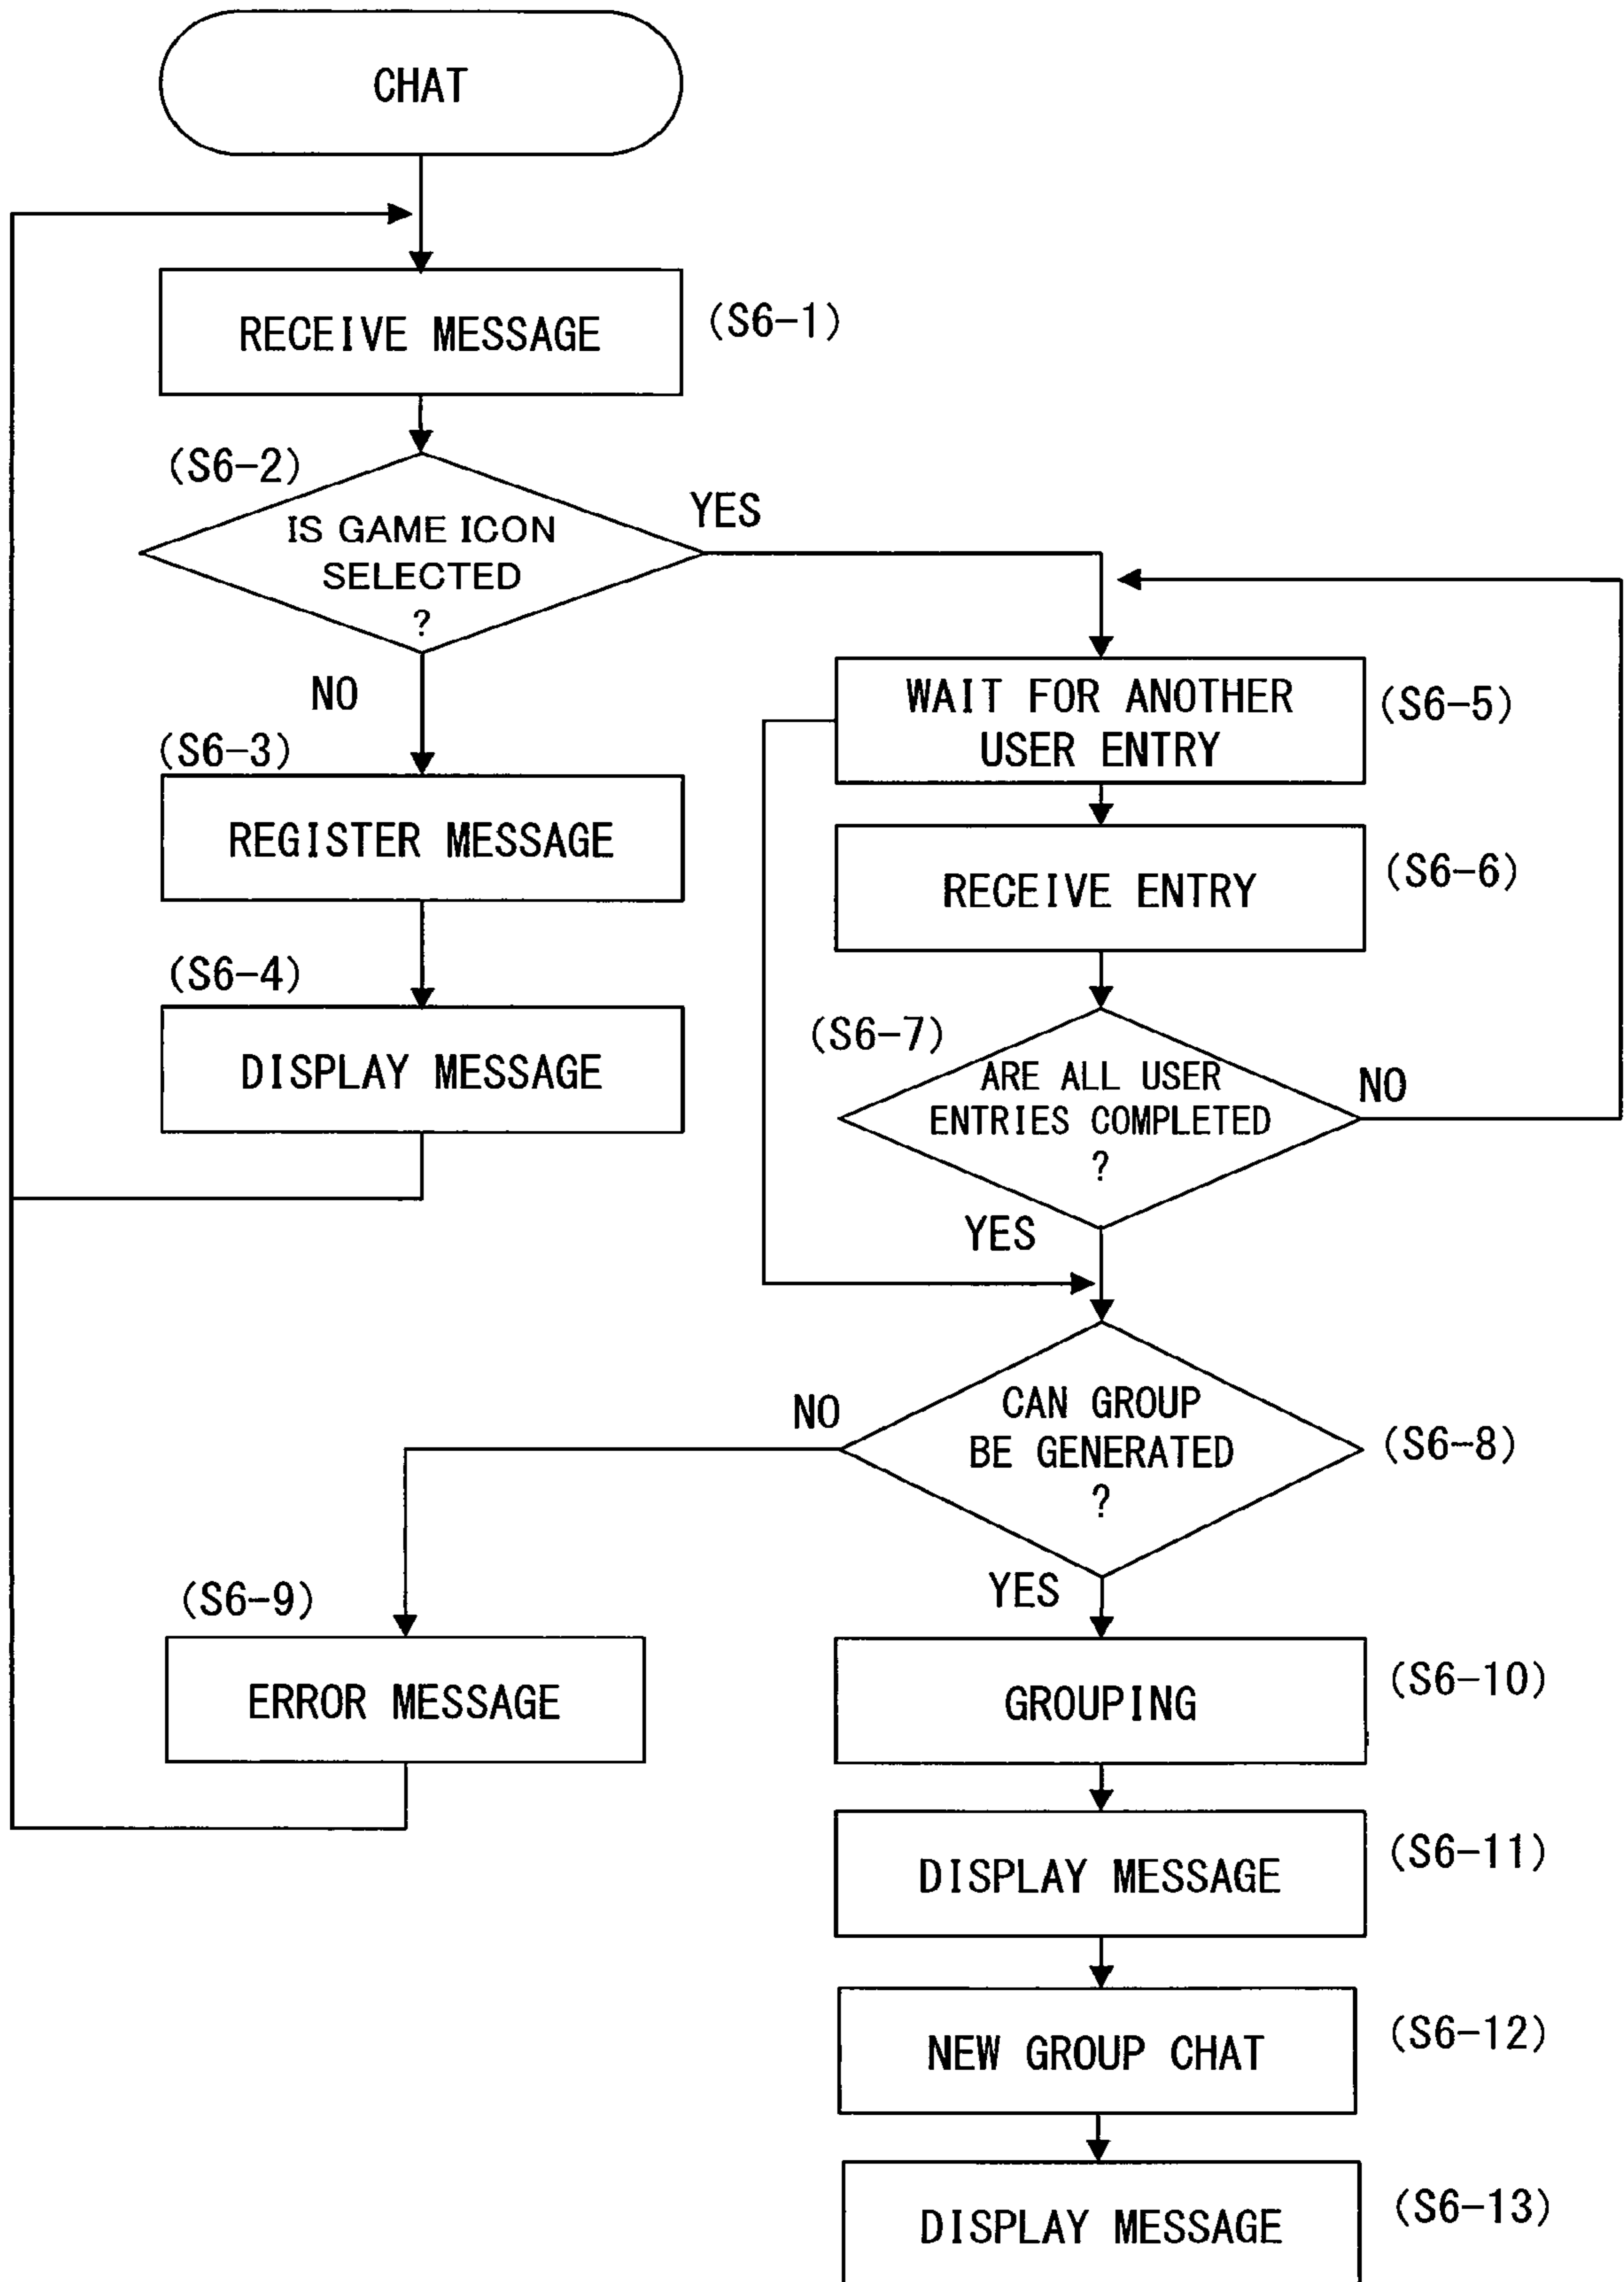 CHAT
RECEIVE MESSAGE
(S6-1)
(S6-2)
IS GAME ICON
SELECTED
?
YES
NO
(S6-3)
REGISTER MESSAGE
(S6-4)
DISPLAY MESSAGE
WAIT FOR ANOTHER
USER ENTRY
(S6-5)
RECEIVE ENTRY
(S6-6)
(S6-7)
ARE ALL USER
ENTRIES COMPLETED
?
NO
YES
CAN GROUP
BE GENERATED
?
(S6-8)
NO
YES
(S6-9)
ERROR MESSAGE
GROUPING
(S6-10)
DISPLAY MESSAGE
(S6-11)
NEW GROUP CHAT
(S6-12)
DISPLAY MESSAGE
(S6-13)